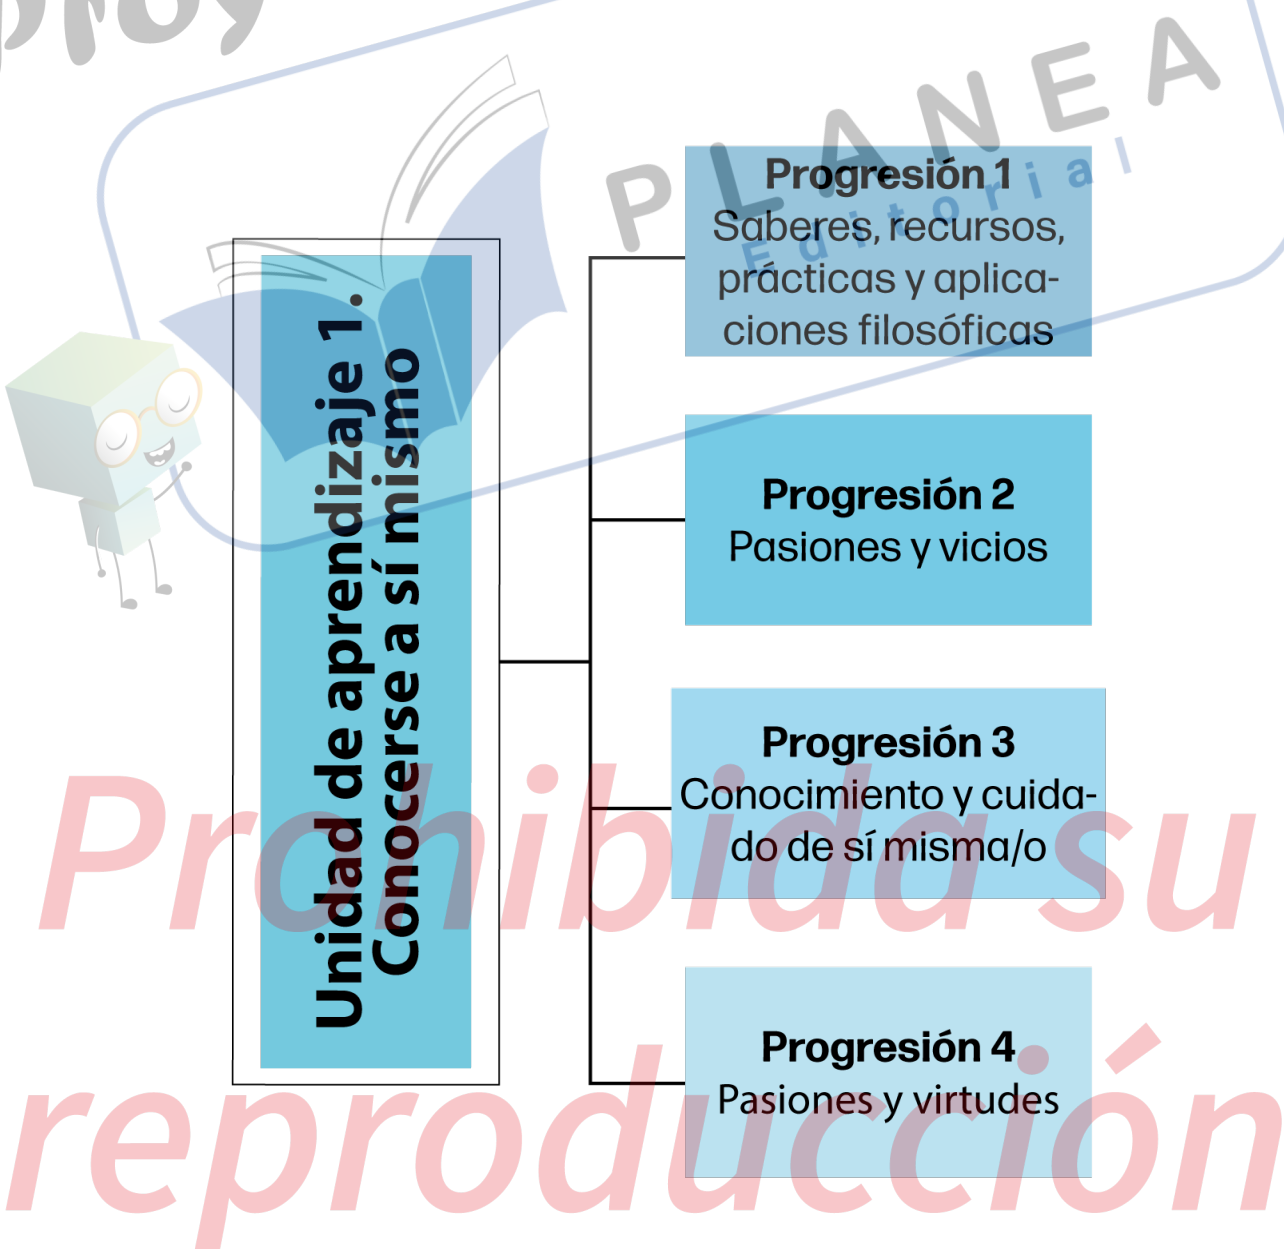 PLANEA
Editorial
Unidad de aprendizaje 1.
Conocerse a sí mismo
Progresión 1
Saberes, recursos,
prácticas y aplica-
ciones filosóficas
Progresión 2
Pasiones y vicios
Progresión 3
Conocimiento y cuida-
do de sí misma/o
Progresión 4
Pasiones y virtudes
Prohibida su
reproducción